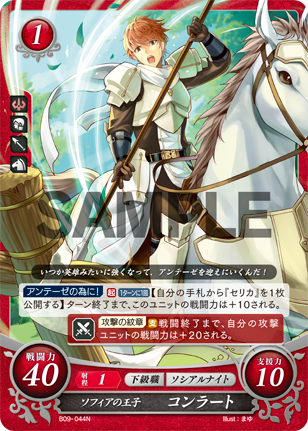 1
SAMPLE
いつか英雄みたいに強くなって、アンテーゼを迎えにいくんだ！
アンテーゼの為に！ 起 1ターンに1回 【自分の手札から『セリカ』を1枚
公開する】ターン終了まで、このユニットの戦闘力は＋10される。
攻撃の紋章 支 戦闘終了まで、自分の攻撃
ユニットの戦闘力は＋20される。
戦闘力
40
射程 1 下級職 ソシアルナイト
支援力
10
ソフィアの王子 コンラート
B09-044N
Illust：まゆ